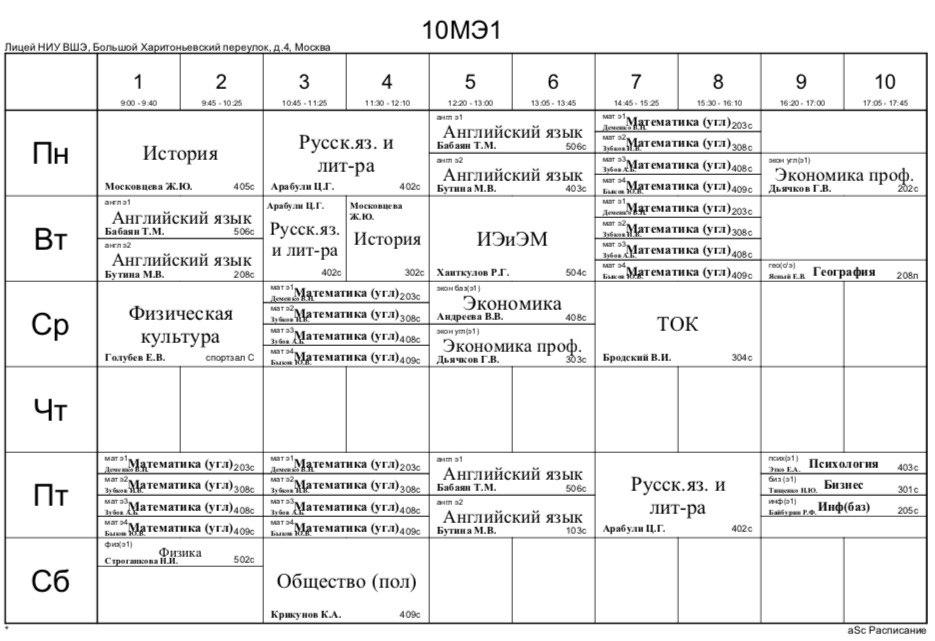 10МЭ1
Лицей НИУ ВШЭ, Большой Харитоньевский переулок, д.4, Москва
1 2 3 4 5 6 7 8 9 10
9:00 - 9:40 9:45 - 10:25 10:45 - 11:25 11:30 - 12:10 12:20 - 13:00 13:05 - 13:45 14:45 - 15:25 15:30 - 16:10 16:20 - 17:00 17:05 - 17:45
Пн
История
Московцева Ж.Ю. 405с
Русск.яз. и
лит-ра
Арабули Ц.Г. 402с
англ э1
Английский язык
Бабаян Т.М. 506с
англ э2
Английский язык
Бутина М.В. 403с
мат э1
Математика (угл)
Деменко В.Н. 203с
мат э2
Математика (угл)
Зубков И.В. 308с
мат э3
Математика (угл)
Зубов А.Б. 408с
мат э4
Математика (угл)
Быков Ю.В. 409с
экон угл(э1)
Экономика проф.
Дьячков Г.В. 202с
Вт
англ э1
Английский язык
Бабаян Т.М. 506с
англ э2
Английский язык
Бутина М.В. 208с
Арабули Ц.Г.
Русск.яз.
и лит-ра
402с
Московцева
Ж.Ю.
История
302с
ИЭиЭМ
Хаиткулов Р.Г. 504с
мат э1
Математика (угл)
Деменко В.Н. 203с
мат э2
Математика (угл)
Зубков И.В. 308с
мат э3
Математика (угл)
Зубов А.Б. 408с
мат э4
Математика (угл)
Быков Ю.В. 409с
гео(с/э)
География
Ясный Е.В. 208л
Ср
Физическая
культура
Голубев Е.В. спортзал С
мат э1
Математика (угл)
Деменко В.Н. 203с
мат э2
Математика (угл)
Зубков И.В. 308с
мат э3
Математика (угл)
Зубов А.Б. 408с
мат э4
Математика (угл)
Быков Ю.В. 409с
экон баз(э1)
Экономика
Андреева В.В. 408с
экон угл(э1)
Экономика проф.
Дьячков Г.В. 303с
ТОК
Бродский В.И. 304с
Чт
Пт
мат э1
Математика (угл)
Деменко В.Н. 203с
мат э2
Математика (угл)
Зубков И.В. 308с
мат э3
Математика (угл)
Зубов А.Б. 408с
мат э4
Математика (угл)
Быков Ю.В. 409с
мат э1
Математика (угл)
Деменко В.Н. 203с
мат э2
Математика (угл)
Зубков И.В. 308с
мат э3
Математика (угл)
Зубов А.Б. 408с
мат э4
Математика (угл)
Быков Ю.В. 409с
англ э1
Английский язык
Бабаян Т.М. 506с
англ э2
Английский язык
Бутина М.В. 103с
Русск.яз. и
лит-ра
Арабули Ц.Г. 402с
псих(э1)
Психология
Е.А. 403с
биз (э1)
Бизнес
Тищенко Н.Ю. 301с
инф(э1)
Инф(баз)
Байбурин Р.Ф. 205с
Сб
физ(э1)
Физика
Строганкова Н.И. 502с
Общество (пол)
Крикунов К.А. 409с
*
aSc Расписание